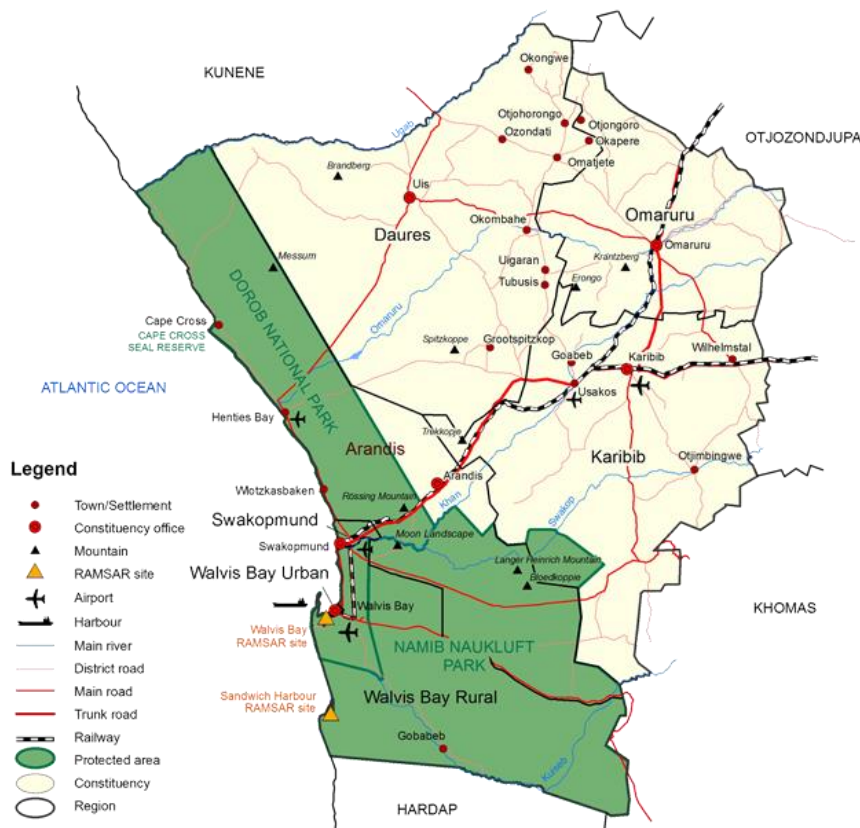 KUNENE
Okongwe
Otjohorongo
Otjongoro
Ozondati
Okapere
OTJOZONDJUPA
Ugab
Omatjete
Brandberg
Uis
Okombahe
Omaruru
Daures
Omaruru
Krantzberg
Messum
Uigaran
Tubusis
Erongo
DOROB NATIONAL PARK
Omaruru
Cape Cross
CAPE CROSS
SEAL RESERVE
Spitzkoppe
Grootspitzkop
Goabeb
Karibib
Wilhelmstal
ATLANTIC OCEAN
Usakos
Henties Bay
Trekkopje
Arandis
Karibib
Otjimbingwe
Legend
Arandis
Wlotzkasbaken
Rössing Mountain
Khan
Swakop
Town/Settlement
Constituency office
Mountain
RAMSAR site
Airport
Harbour
Main river
District road
Main road
Trunk road
Railway
Protected area
Constituency
Region
Swakopmund
Swakopmund
Moon Landscape
Walvis Bay Urban
Langer Heinrich Mountain
Bloedkoppie
Walvis Bay
KHOMAS
Walvis Bay
RAMSAR site
NAMIB NAUKLUFT
PARK
Sandwich Harbour
RAMSAR site
Walvis Bay Rural
Gobabeb
Kuiseb
HARDAP